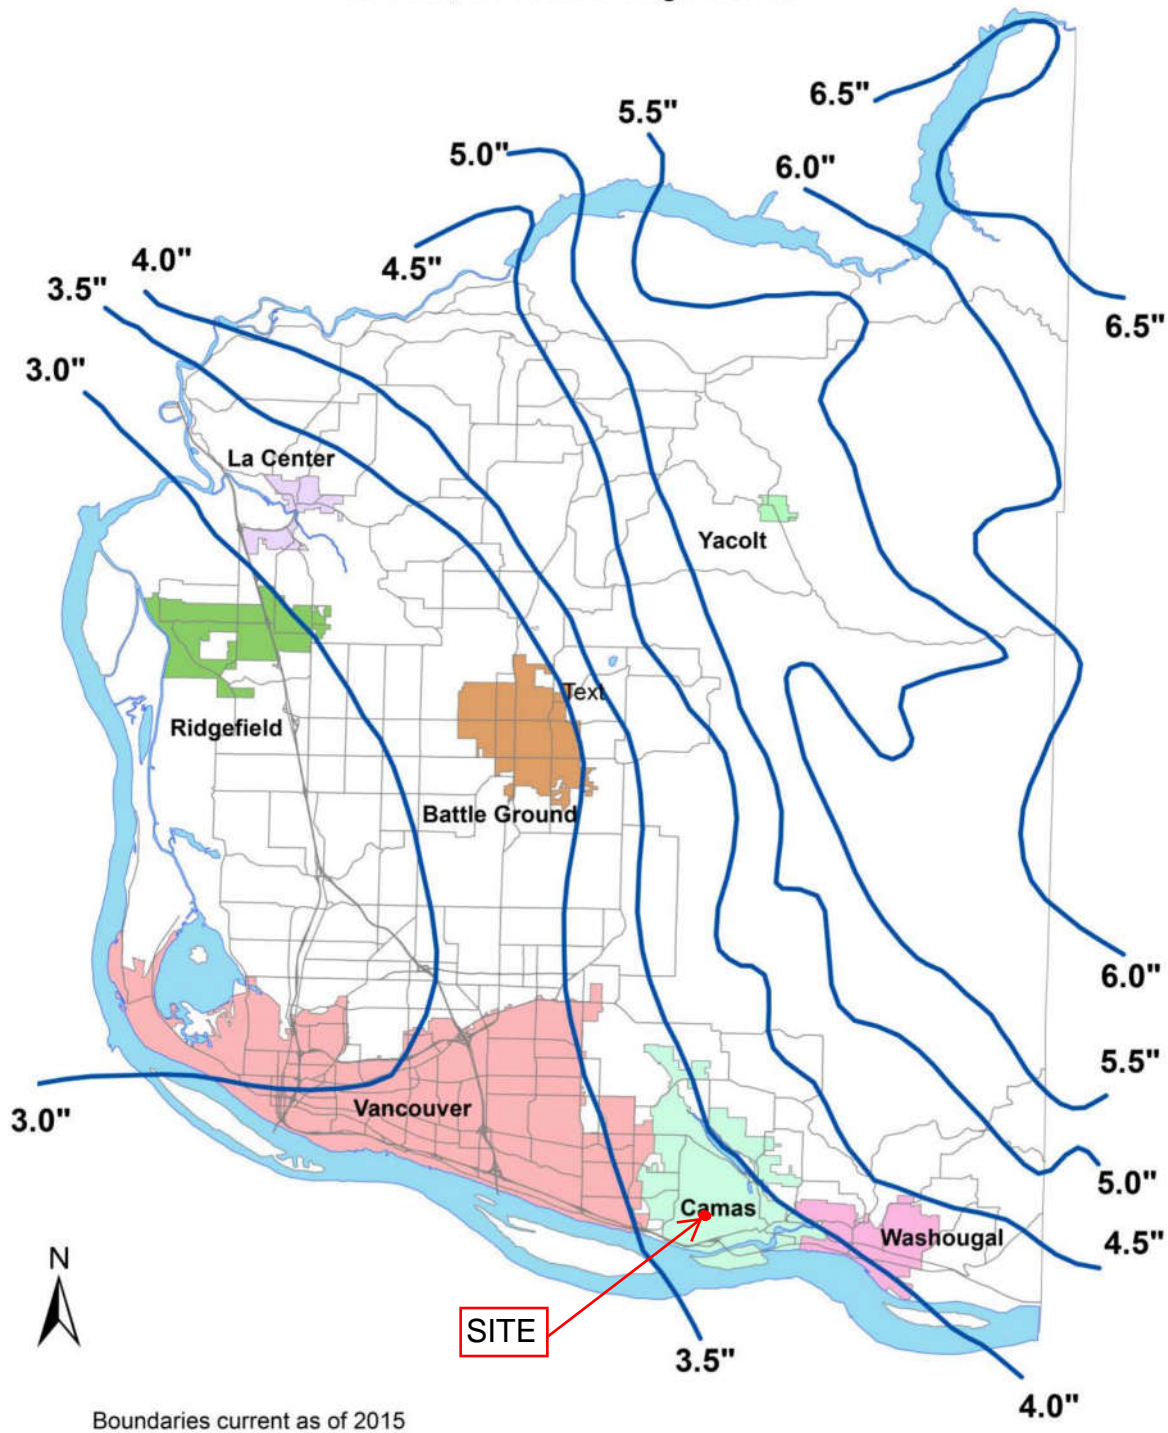 6.5"
5.5"
5.0"
6.0"
4.0"
4.5"
3.5"
6.5"
3.0"
La Center
Yacolt
Text
Ridgefield
Battle Ground
6.0"
5.5"
3.0"
Vancouver
5.0"
Camas
Washougal
4.5"
N
SITE
3.5"
4.0"
Boundaries current as of 2015